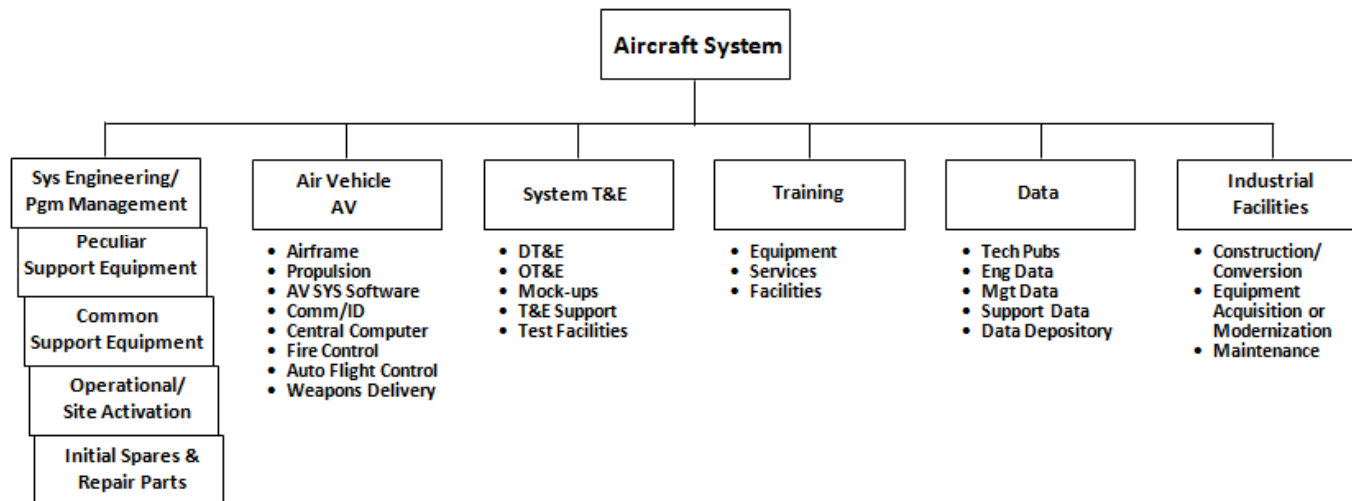 Aircraft System
Sys Engineering/
Pgm Management
Peculiar
Support Equipment
Common
Support Equipment
Operational/
Site Activation
Initial Spares &
Repair Parts
Air Vehicle
AV
• Airframe
• Propulsion
• AV SYS Software
• Comm/ID
• Central Computer
• Fire Control
• Auto Flight Control
• Weapons Delivery
System T&E
• DT&E
• OT&E
• Mock-ups
• T&E Support
• Test Facilities
Training
• Equipment
• Services
• Facilities
Data
• Tech Pubs
• Eng Data
• Mgt Data
• Support Data
• Data Depository
Industrial
Facilities
• Construction/
Conversion
• Equipment
Acquisition or
Modernization
• Maintenance